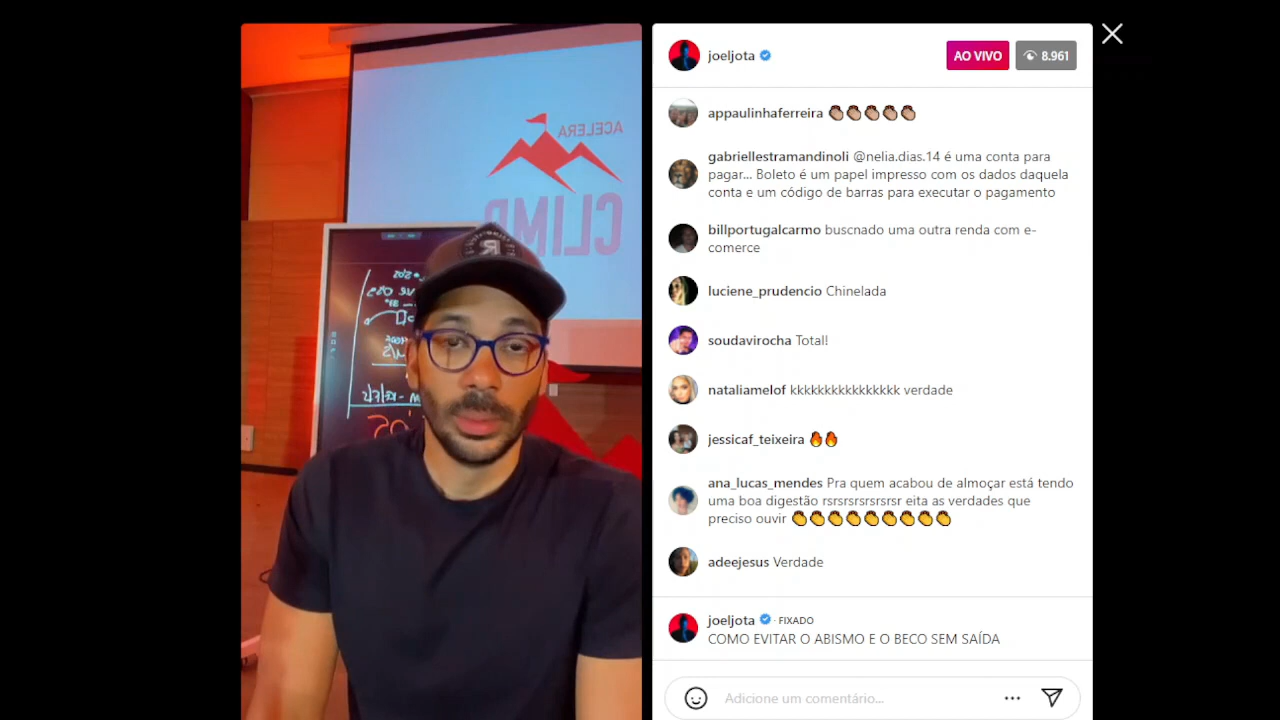 ACELERA
CLIMB
R
joeljota
AO VIVO
8.961
appaulinhaferreira 👏🏽👏🏽👏🏽👏🏽👏🏽
gabriellestramandinoli @nelia.dias.14 é uma conta para
pagar... Boleto é um papel impresso com os dados daquela
conta e um código de barras para executar o pagamento
billportugalcarmo buscnado uma outra renda com e-
comerce
luciene_prudencio Chinelada
soudavirocha Total!
nataliamelof kkkkkkkkkkkkkkkk verdade
jessicaf_teixeira 🔥🔥
ana_lucas_mendes Pra quem acabou de almoçar está tendo
uma boa digestão rsrsrsrsrsrsrsr eita as verdades que
preciso ouvir 👏👏👏👏👏👏👏👏👏
adeejesus Verdade
joeljota · FIXADO
COMO EVITAR O ABISMO E O BECO SEM SAÍDA
Adicione um comentário...